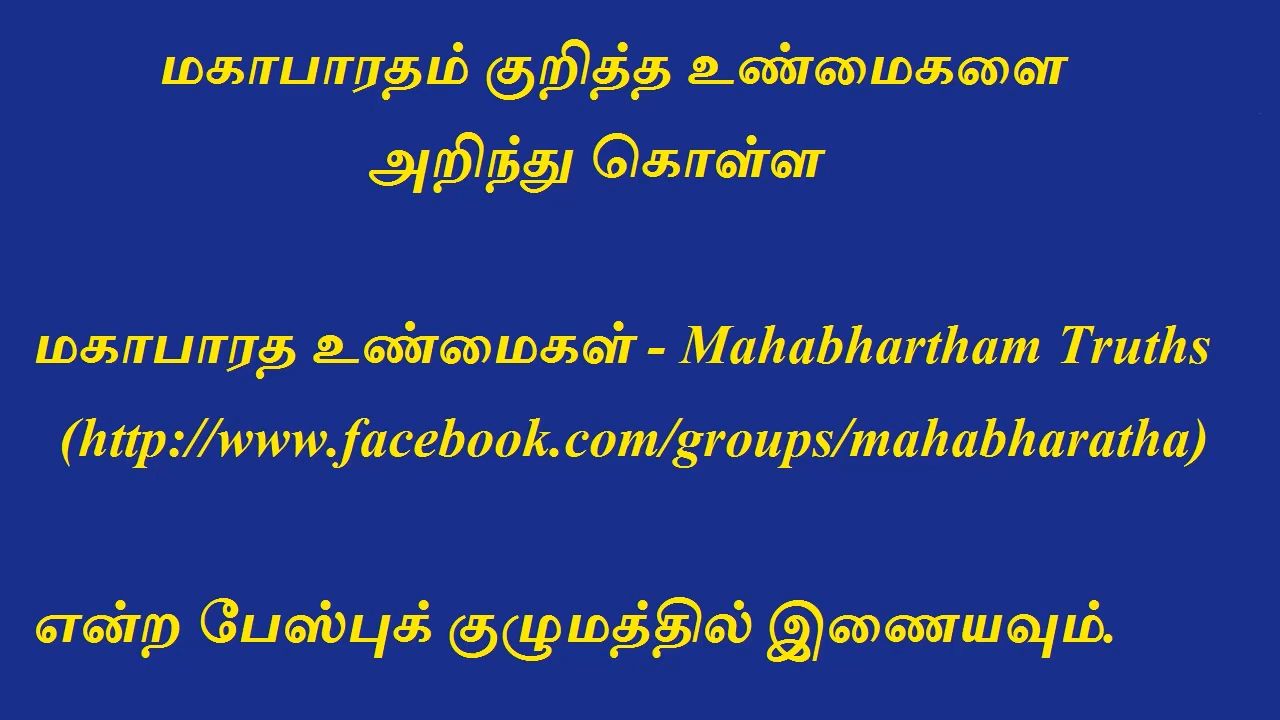 மகாபாரதம் குறித்த உண்மைகளை
அறிந்து கொள்ள
மகாபாரத உண்மைகள் - Mahabhartham Truths
(http://www.facebook.com/groups/mahabharatha)
என்ற பேஸ்புக் குழுமத்தில் இணையவும்.